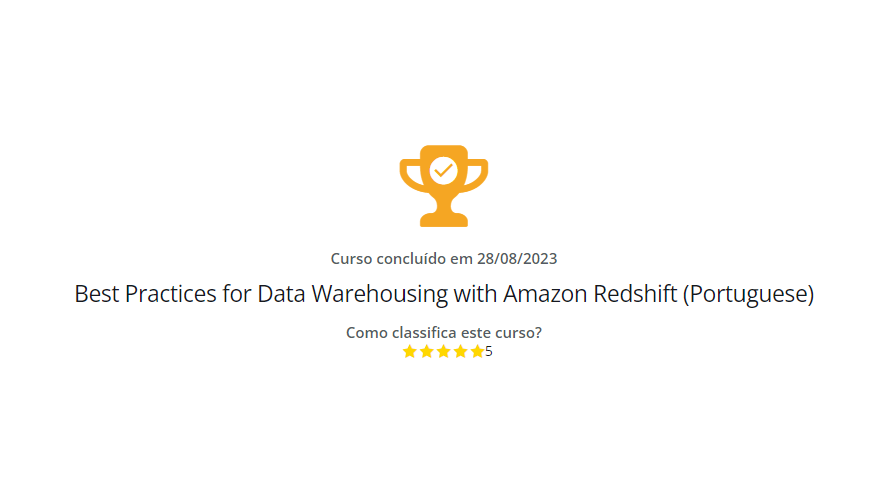 Curso concluído em 28/08/2023
Best Practices for Data Warehousing with Amazon Redshift (Portuguese)
Como classifica este curso?
5